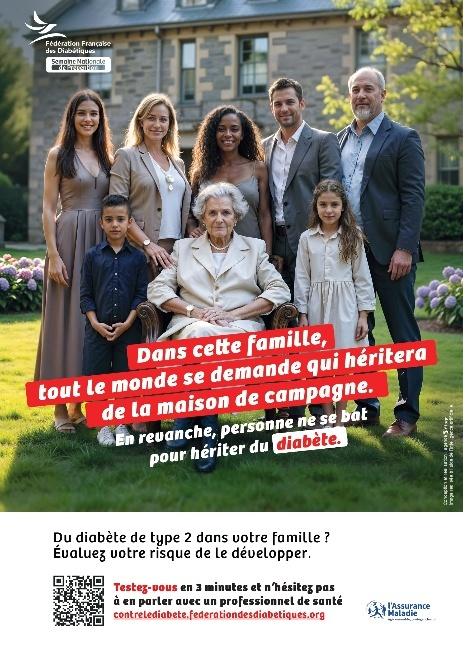 Fédération Française
des Diabétiques
Semaine Nationale
de Prévention
Dans cette famille,
tout le monde se demande qui héritera
de la maison de campagne.
En revanche, personne ne se bat
pour hériter du diabète.
Du diabète de type 2 dans votre famille ?
Évaluez votre risque de le développer.
Testez-vous en 3 minutes et n'hésitez pas
à en parler avec un professionnel de santé
contrelediabete.federationdesdiabetiques.org
l'Assurance
Maladie